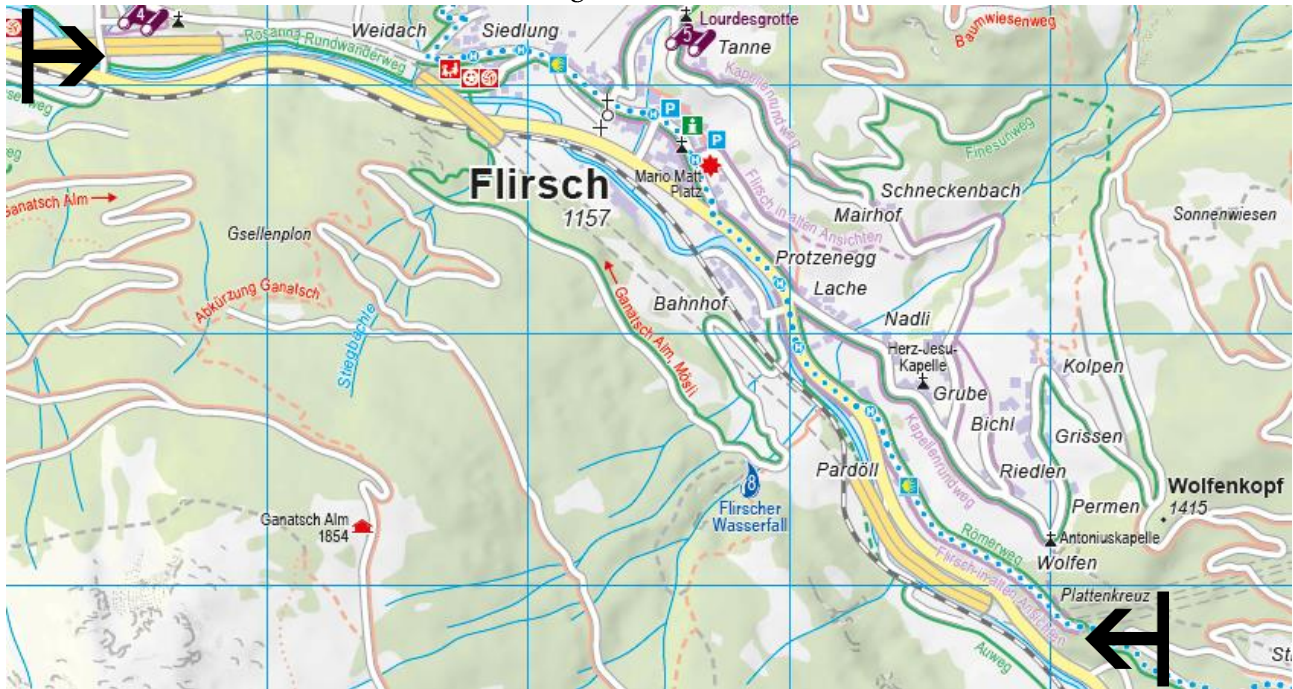 4
Lourdesgrotte
Baumwiesenweg
Weidach
Siedlung
5
Tanne
Rosanna Rundwanderweg
Kapellenrundweg
H
P
i
P
Finesunweg
Flirsch
1157
Mario Matt
Platz
H
Schneckenbach
Ganatsch Alm
Flirsch in alten Ansichten
Mairhof
Sonnenwiesen
Gsellenplon
Protzenegg
H
Abkürzung Ganatsch
Ganatsch Alm, Mösli
Bahnhof
Lache
Stiegbächle
Nadli
H
Herz-Jesu-
Kapelle
Kolpen
Grube
H
Bichl
Kapellenrundweg
Grissen
Pardöll
Riedlen
Wolfenkopf
1415
8
Flirscher
Wasserfall
Permen
Ganatsch Alm
1854
Antoniuskapelle
Römerweg
Wolfen
Flirsch in alten Ansichten
Plattenkreuz
Auweg